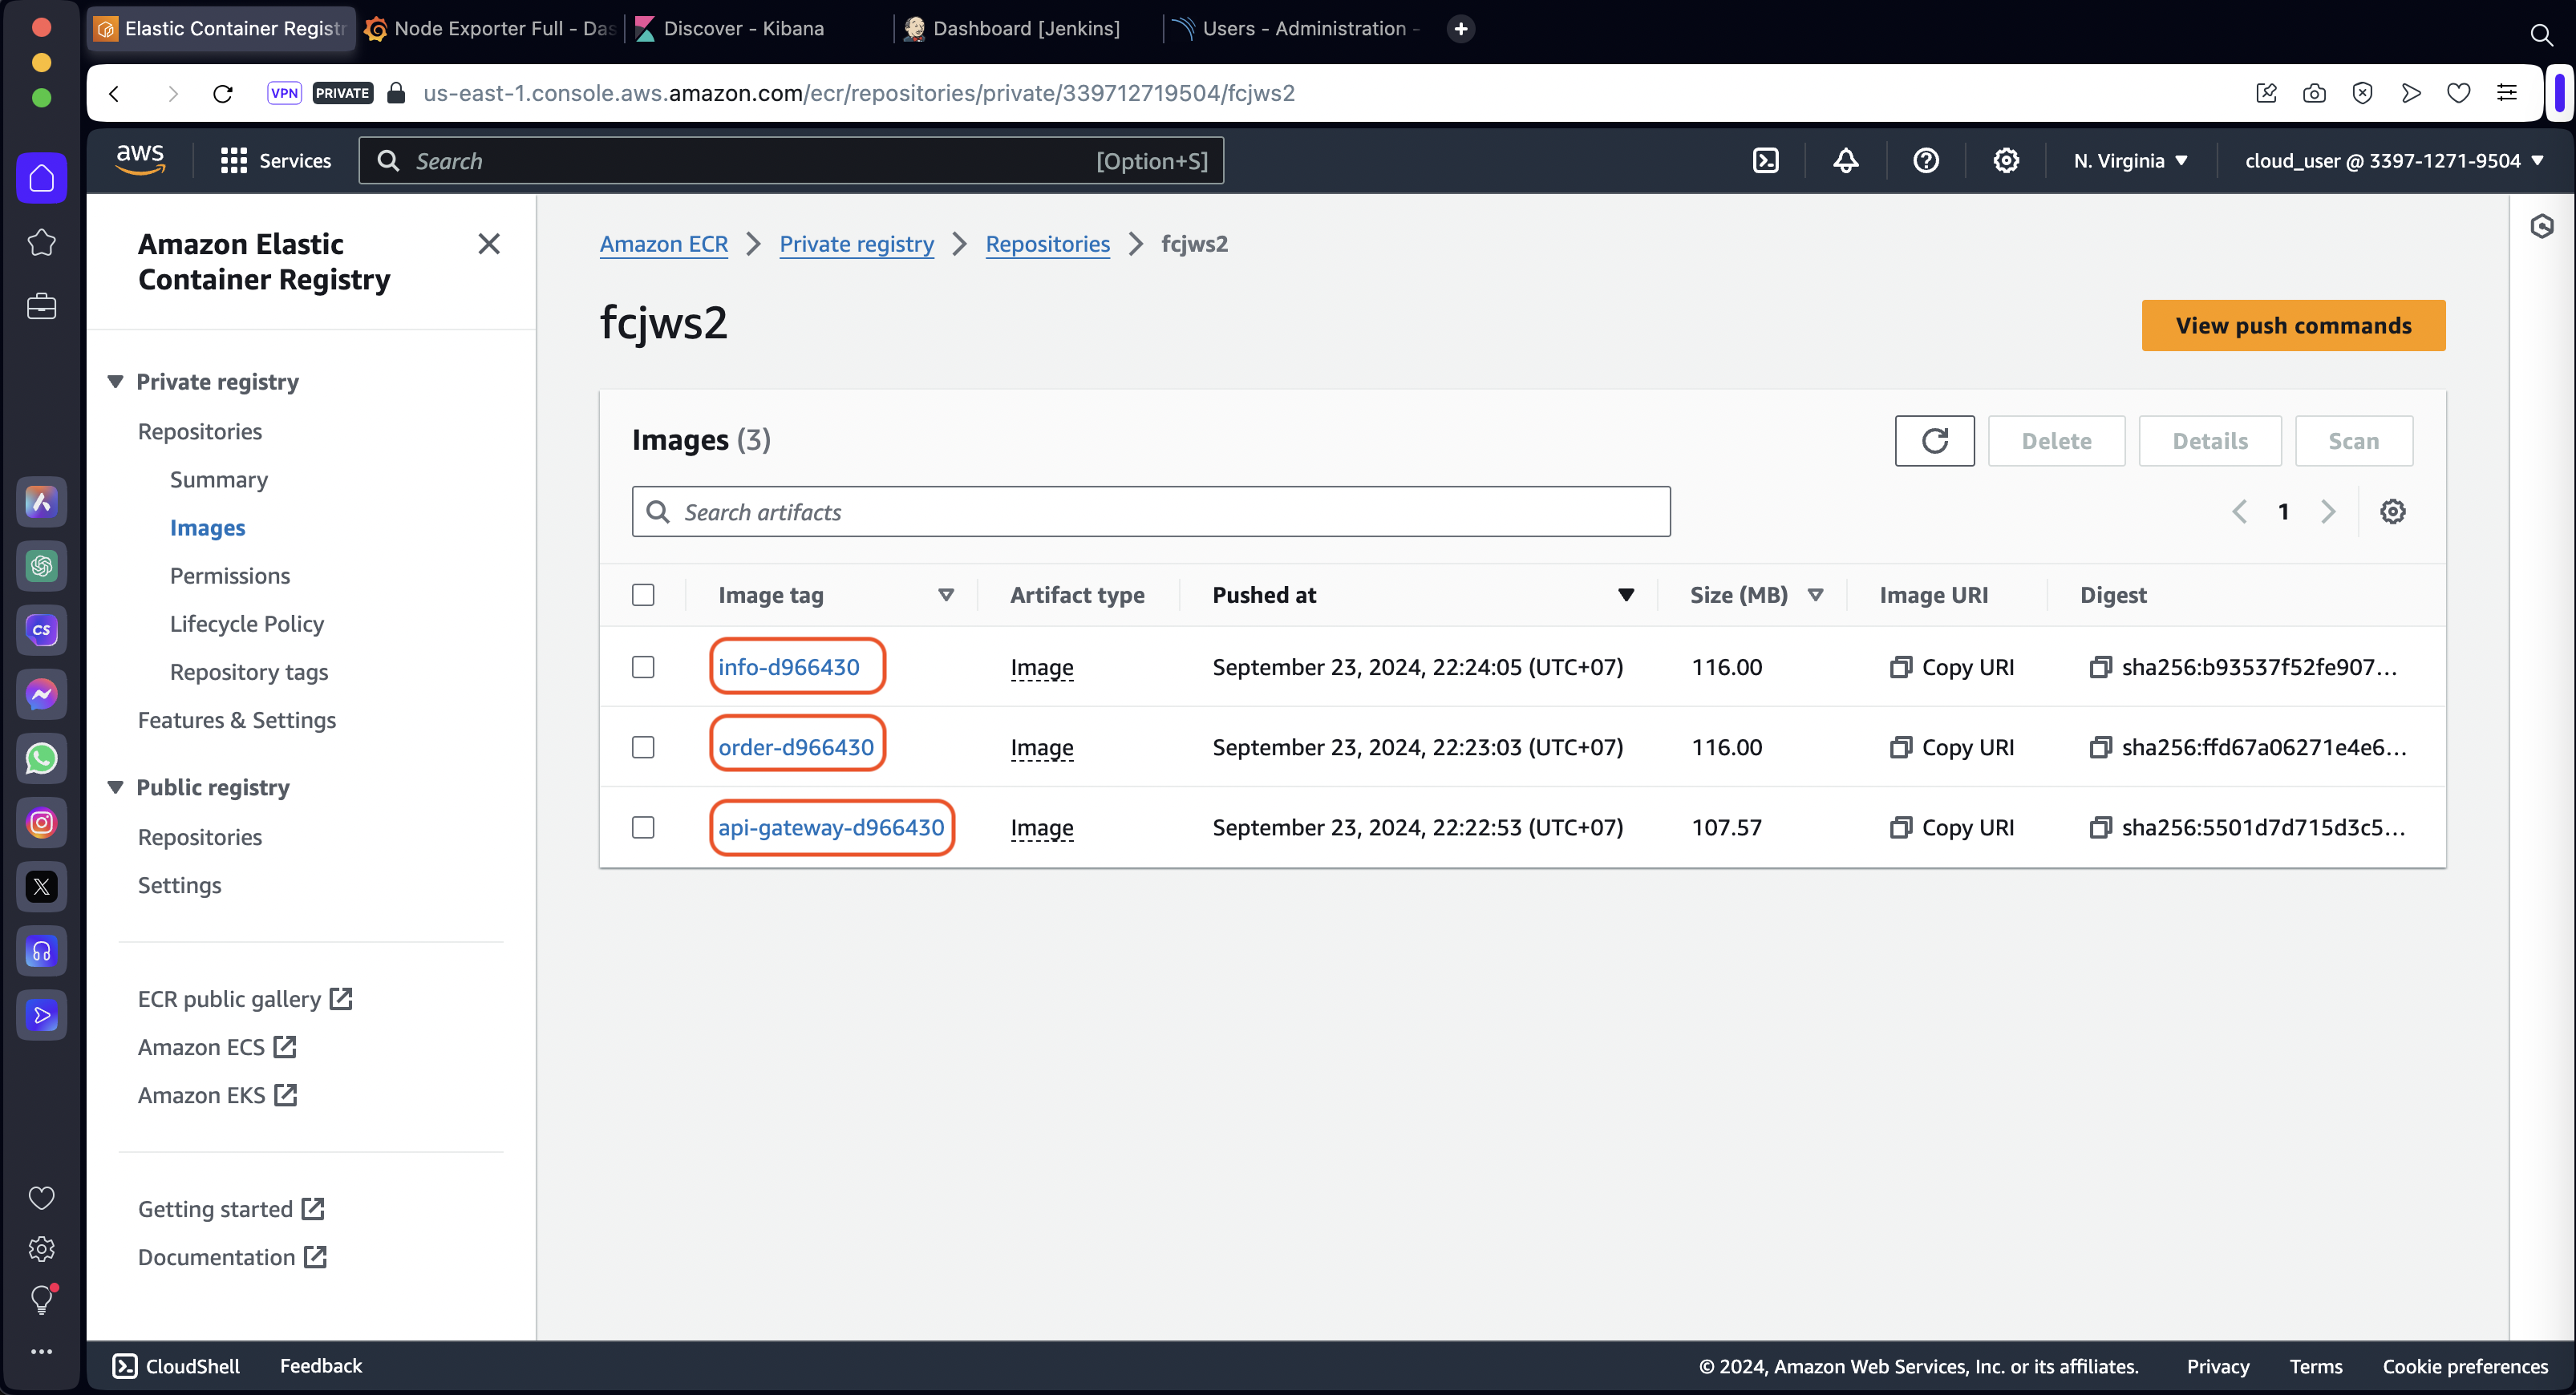 Elastic Container Registr
Node Exporter Full - Das
Discover - Kibana
Dashboard [Jenkins]
Users - Administration -
VPN
PRIVATE
us-east-1.console.aws.amazon.com/ecr/repositories/private/339712719504/fcjws2
aws
Services
Search
[Option+S]
N. Virginia
cloud_user @ 3397-1271-9504
Amazon Elastic
Container Registry
Private registry
Repositories
Summary
Images
Permissions
Lifecycle Policy
Repository tags
Features & Settings
Public registry
Repositories
Settings
ECR public gallery
Amazon ECS
Amazon EKS
Getting started
Documentation
CS
Amazon ECR > Private registry > Repositories > fcjws2
fcjws2
View push commands
Images (3)
Delete
Details
Scan
Search artifacts
1
Image tag Artifact type Pushed at Size (MB) Image URI Digest
info-d966430 Image September 23, 2024, 22:24:05 (UTC+07) 116.00 Copy URI sha256:b93537f52fe907...
order-d966430 Image September 23, 2024, 22:23:03 (UTC+07) 116.00 Copy URI sha256:ffd67a06271e4e6...
api-gateway-d966430 Image September 23, 2024, 22:22:53 (UTC+07) 107.57 Copy URI sha256:5501d7d715d3c5...
CloudShell
Feedback
© 2024, Amazon Web Services, Inc. or its affiliates.
Privacy
Terms
Cookie preferences